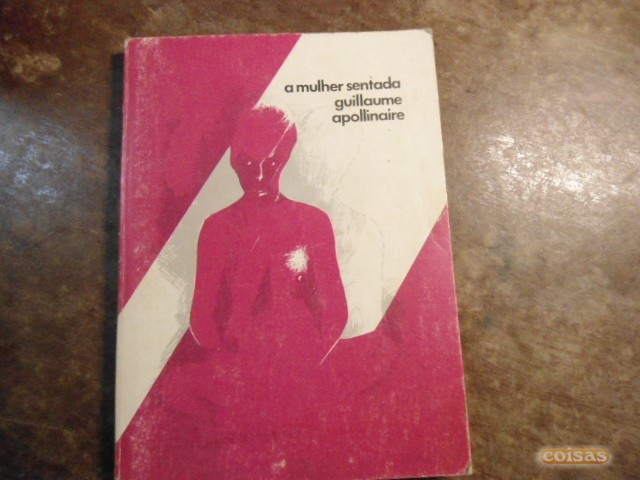 a mulher sentada
guillaume
apollinaire
coisas